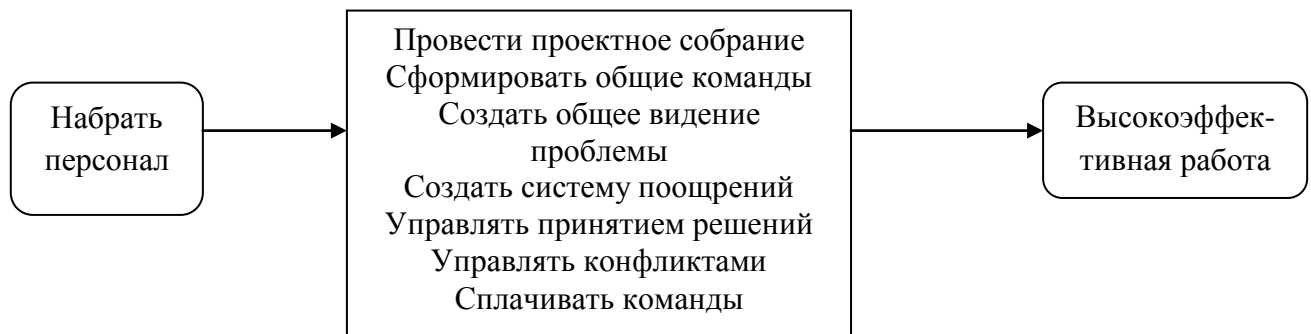 Набрать
персонал
Провести проектное собрание
Сформировать общие команды
Создать общее видение
проблемы
Создать систему поощрений
Управлять принятием решений
Управлять конфликтами
Сплачивать команды
Высокоэффек-
тивная работа